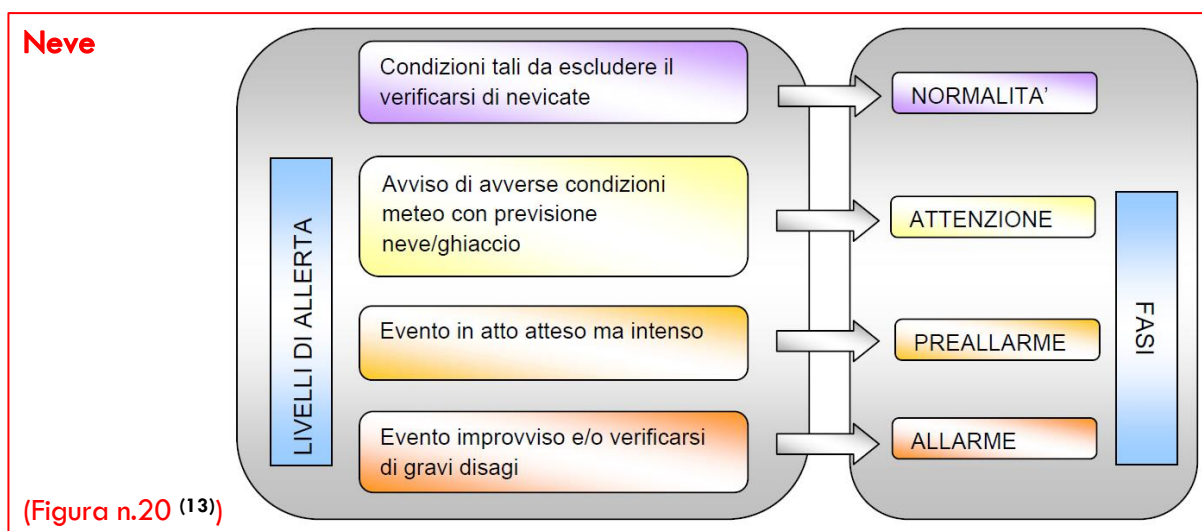 Neve
Condizioni tali da escludere il
verificarsi di nevicate
NORMALITA'
LIVELLI DI ALLERTA
Avviso di avverse condizioni
meteo con previsione
neve/ghiaccio
ATTENZIONE
FASI
Evento in atto atteso ma intenso
PREALLARME
Evento improvviso e/o verificarsi
di gravi disagi
ALLARME
(Figura n.20 (13))